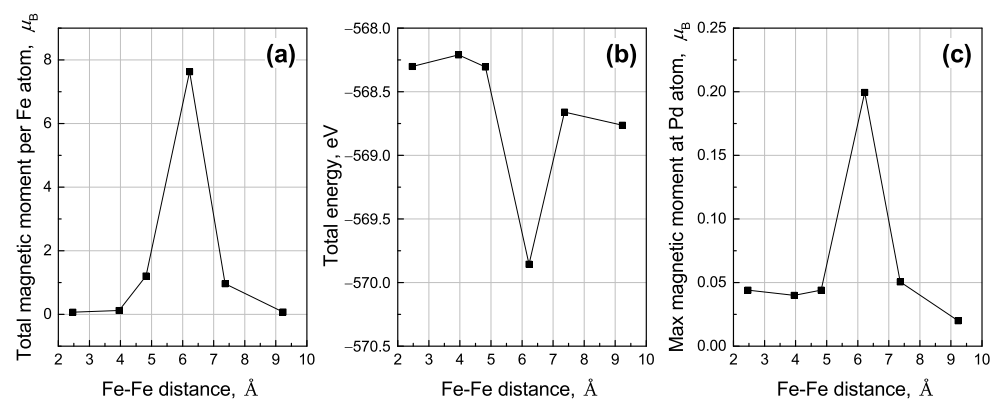 Total magnetic moment per Fe atom, μB
8
6
4
2
0
2 3 4 5 6 7 8 9 10
Fe-Fe distance, Å
(a)
Total energy, eV
−568.0
−568.5
−569.0
−569.5
−570.0
−570.5
2 3 4 5 6 7 8 9 10
Fe-Fe distance, Å
(b)
Max magnetic moment at Pd atom, μB
0.25
0.20
0.15
0.10
0.05
0.00
2 3 4 5 6 7 8 9 10
Fe-Fe distance, Å
(c)